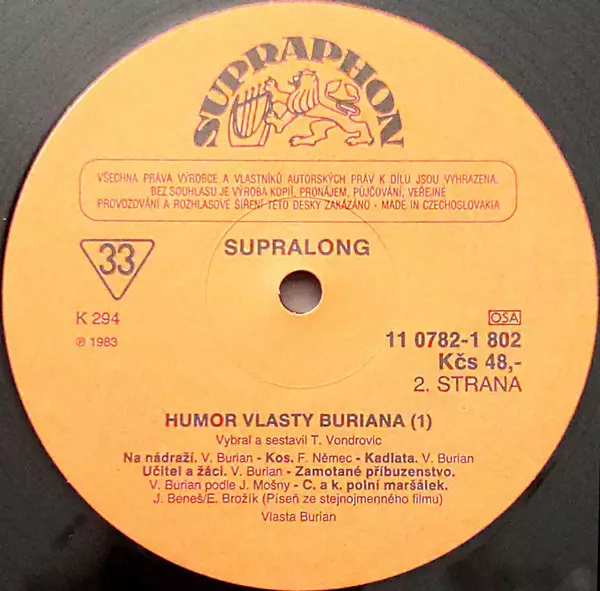 SUPRAPHON
VŠECHNA PRÁVA VÝROBCE A VLASTNÍKŮ AUTORSKÝCH PRÁV K DÍLU JSOU VYHRAZENA.
BEZ SOUHLASU JE VÝROBA KOPIÍ, PRONÁJEM, PŮJČOVÁNÍ, VEŘEJNÉ
PROVOZOVÁNÍ A ROZHLASOVÉ ŠÍŘENÍ TÉTO DESKY ZAKÁZÁNO · MADE IN CZECHOSLOVAKIA
33
SUPRALONG
K 294
OSA
℗ 1983
11 0782-1 802
Kčs 48,-
2. STRANA
HUMOR VLASTY BURIANA (1)
Vybral a sestavil T. Vondrovic
Na nádraží. V. Burian - Kos. F. Němec - Kadlata. V. Burian
Učitel a žáci. V. Burian - Zamotané příbuzenstvo.
V. Burian podle J. Mošny - C. a k. polní maršálek.
J. Beneš/E. Brožík (Píseň ze stejnojmenného filmu)
Vlasta Burian